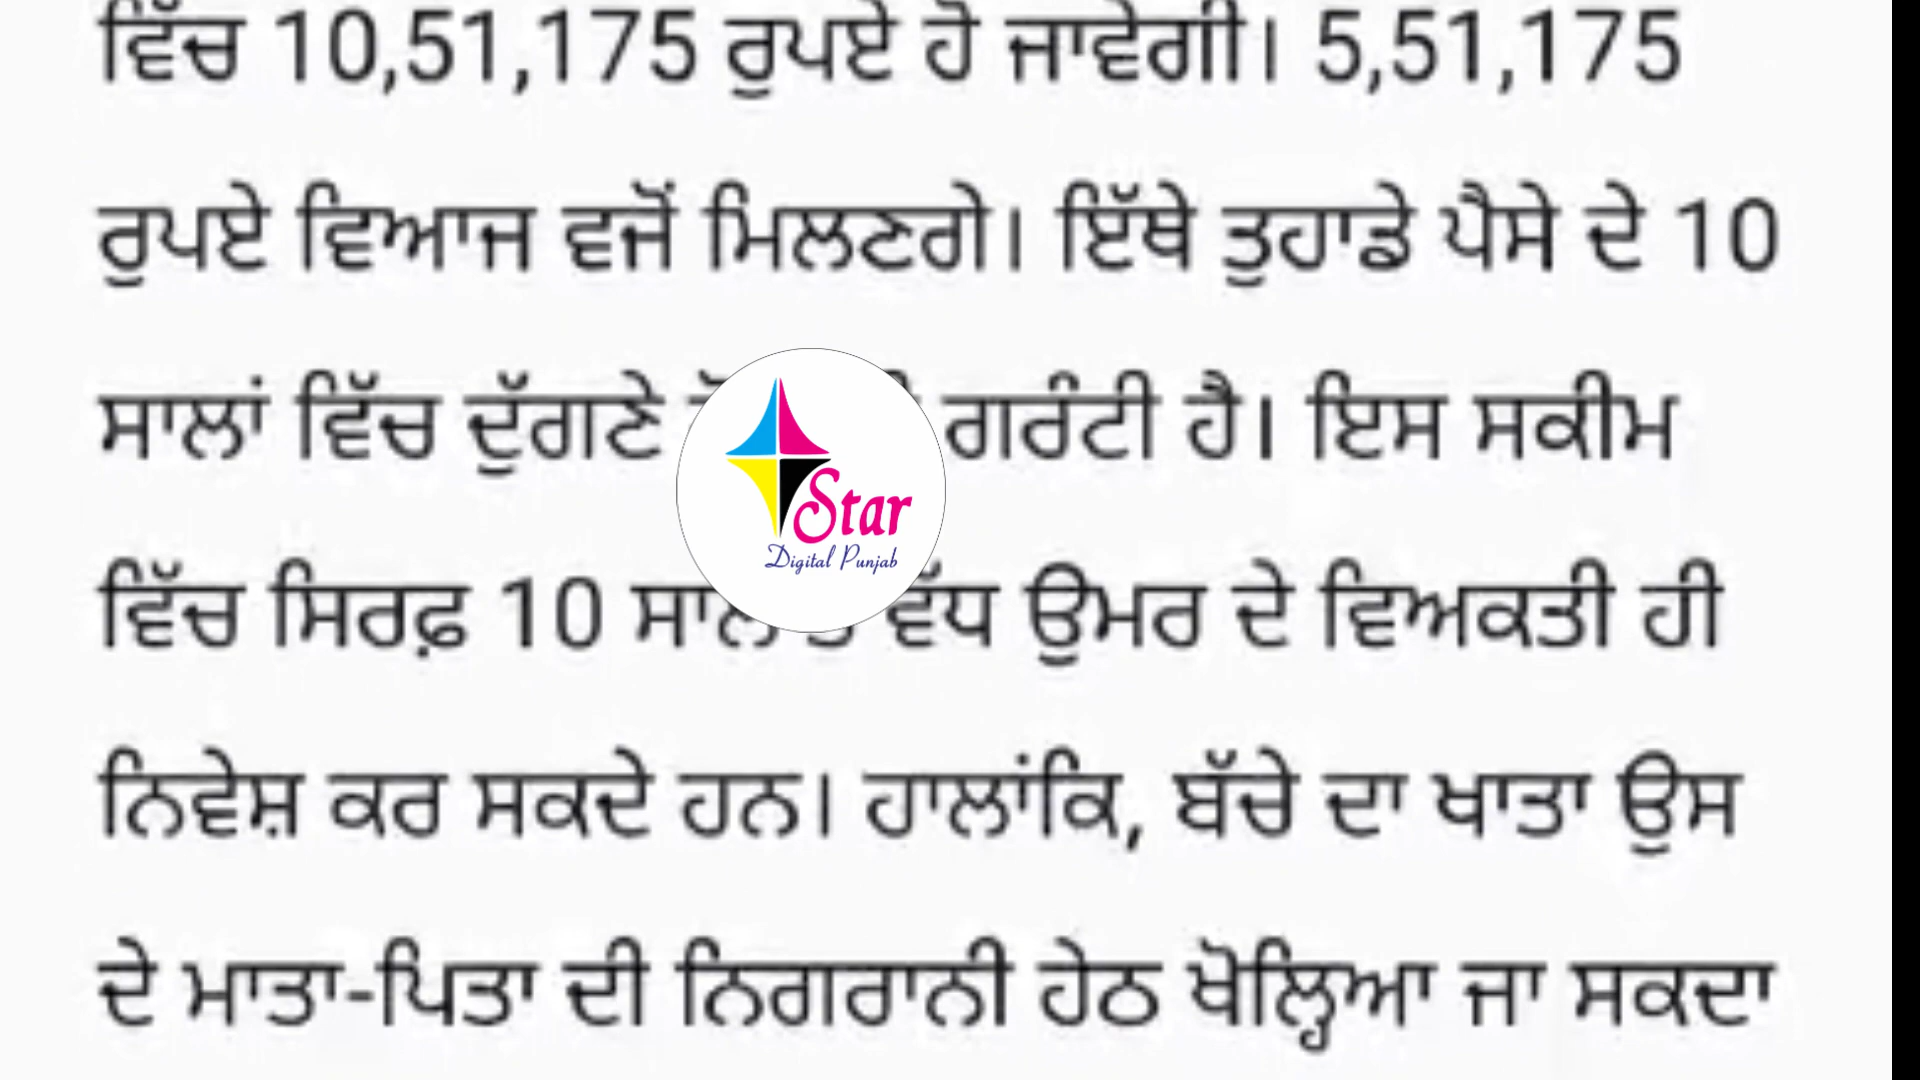 ਵਿੱਚ 10,51,175 ਰੁਪਏ ਹੋ ਜਾਵੇਗੀ। 5,51,175
ਰੁਪਏ ਵਿਆਜ ਵਜੋਂ ਮਿਲਣਗੇ। ਇੱਥੇ ਤੁਹਾਡੇ ਪੈਸੇ ਦੇ 10
ਸਾਲਾਂ ਵਿੱਚ ਦੁੱਗਣੇ ਗਰੰਟੀ ਹੈ। ਇਸ ਸਕੀਮ
Star
Digital Punjab
ਵਿੱਚ ਸਿਰਫ਼ 10 ਸਾਲ ਵੱਧ ਉਮਰ ਦੇ ਵਿਅਕਤੀ ਹੀ
ਨਿਵੇਸ਼ ਕਰ ਸਕਦੇ ਹਨ। ਹਾਲਾਂਕਿ, ਬੱਚੇ ਦਾ ਖਾਤਾ ਉਸ
ਦੇ ਮਾਤਾ-ਪਿਤਾ ਦੀ ਨਿਗਰਾਨੀ ਹੇਠ ਖੋਲ੍ਹਿਆ ਜਾ ਸਕਦਾ